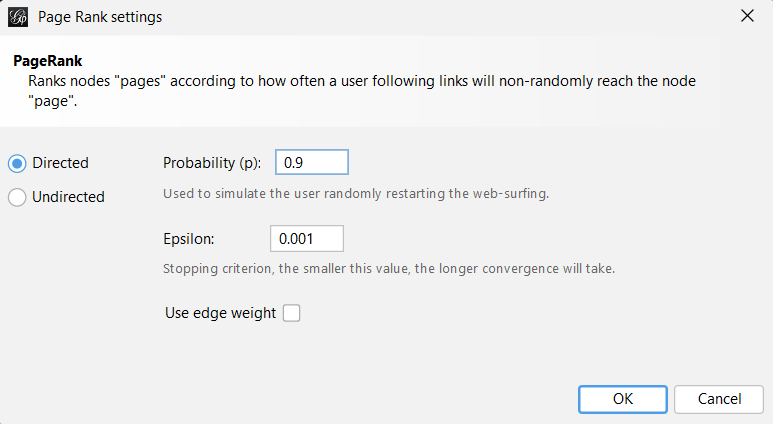 Page Rank settings
PageRank
Ranks nodes "pages" according to how often a user following links will non-randomly reach the node
"page".
Directed
Probability (p): 0.9
Undirected
Used to simulate the user randomly restarting the web-surfing.
Epsilon: 0.001
Stopping criterion, the smaller this value, the longer convergence will take.
Use edge weight
OK Cancel